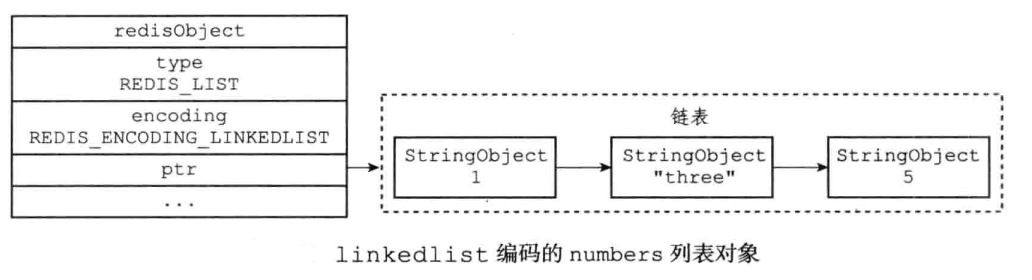 redisObject
type
REDIS_LIST
encoding
REDIS_ENCODING_LINKEDLIST
ptr
...
链表
StringObject
1
StringObject
"three"
StringObject
5
linkedlist 编码的 numbers 列表对象